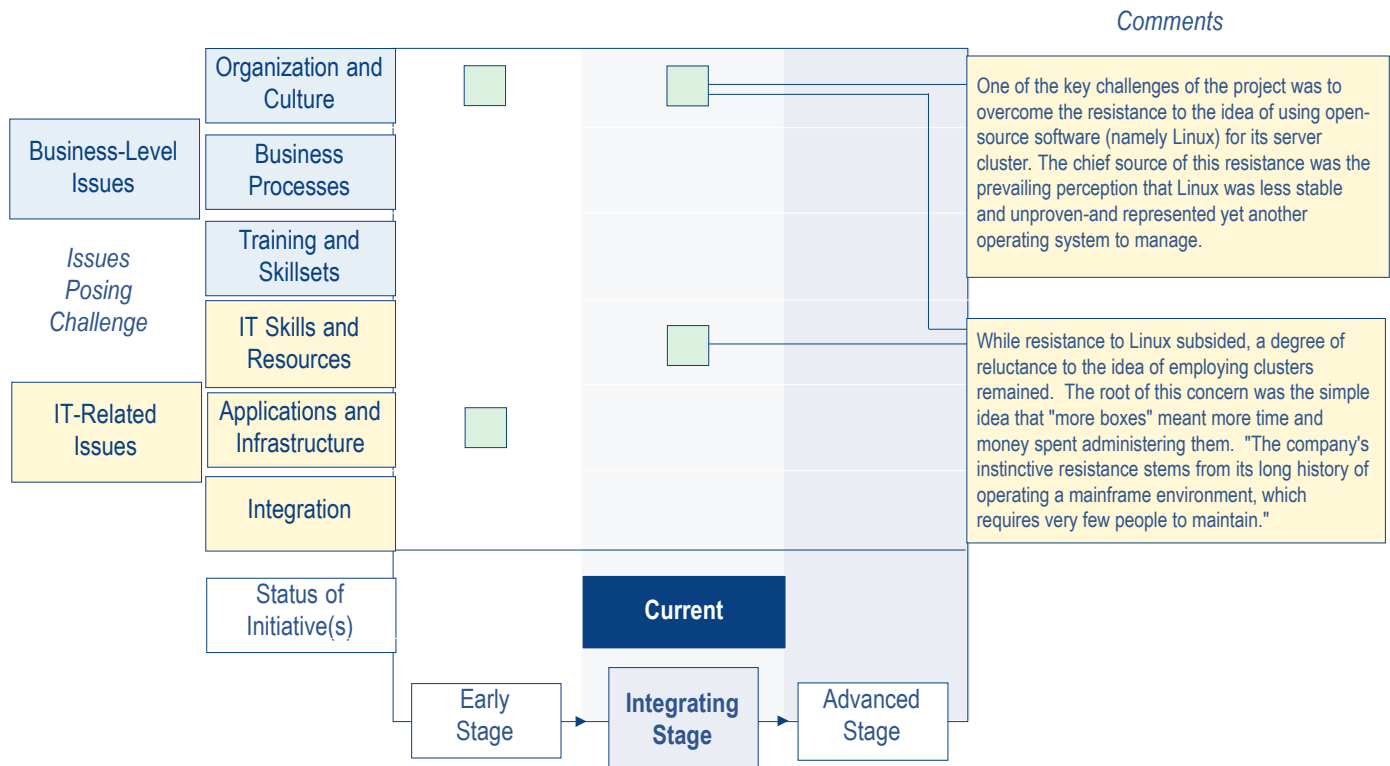 Comments
Organization and
Culture
Business
Processes
Training and
Skillsets
IT Skills and
Resources
Applications and
Infrastructure
Integration
Business-Level
Issues
Issues
Posing
Challenge
IT-Related
Issues
One of the key challenges of the project was to
overcome the resistance to the idea of using open-
source software (namely Linux) for its server
cluster. The chief source of this resistance was the
prevailing perception that Linux was less stable
and unproven-and represented yet another
operating system to manage.
While resistance to Linux subsided, a degree of
reluctance to the idea of employing clusters
remained.  The root of this concern was the simple
idea that "more boxes" meant more time and
money spent administering them.  "The company's
instinctive resistance stems from its long history of
operating a mainframe environment, which
requires very few people to maintain."
Status of
Initiative(s)
Current
Early
Stage
Integrating
Stage
Advanced
Stage